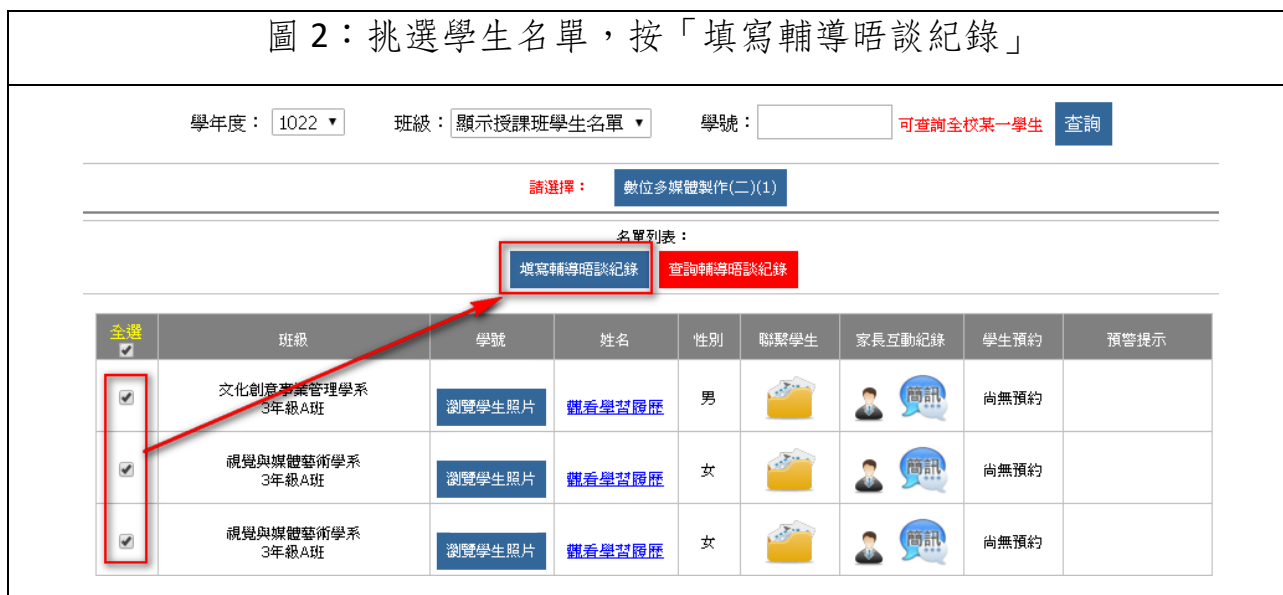 圖 2：挑選學生名單，按「填寫輔導晤談紀錄」
學年度： 1022 班級：顯示授課班學生名單 學號： 可查詢全校某一學生 查詢
請選擇： 數位多媒體製作(二)(1)
名單列表：
填寫輔導晤談紀錄 查詢輔導晤談紀錄
全選 班級 學號 姓名 性別 聯繫學生 家長互動紀錄 學生預約 預警提示
文化創意事業管理學系
3年級A班 瀏覽學生照片 觀看學習履歷 男 簡訊 尚無預約
視覺與媒體藝術學系
3年級A班 瀏覽學生照片 觀看學習履歷 女 簡訊 尚無預約
視覺與媒體藝術學系
3年級A班 瀏覽學生照片 觀看學習履歷 女 簡訊 尚無預約